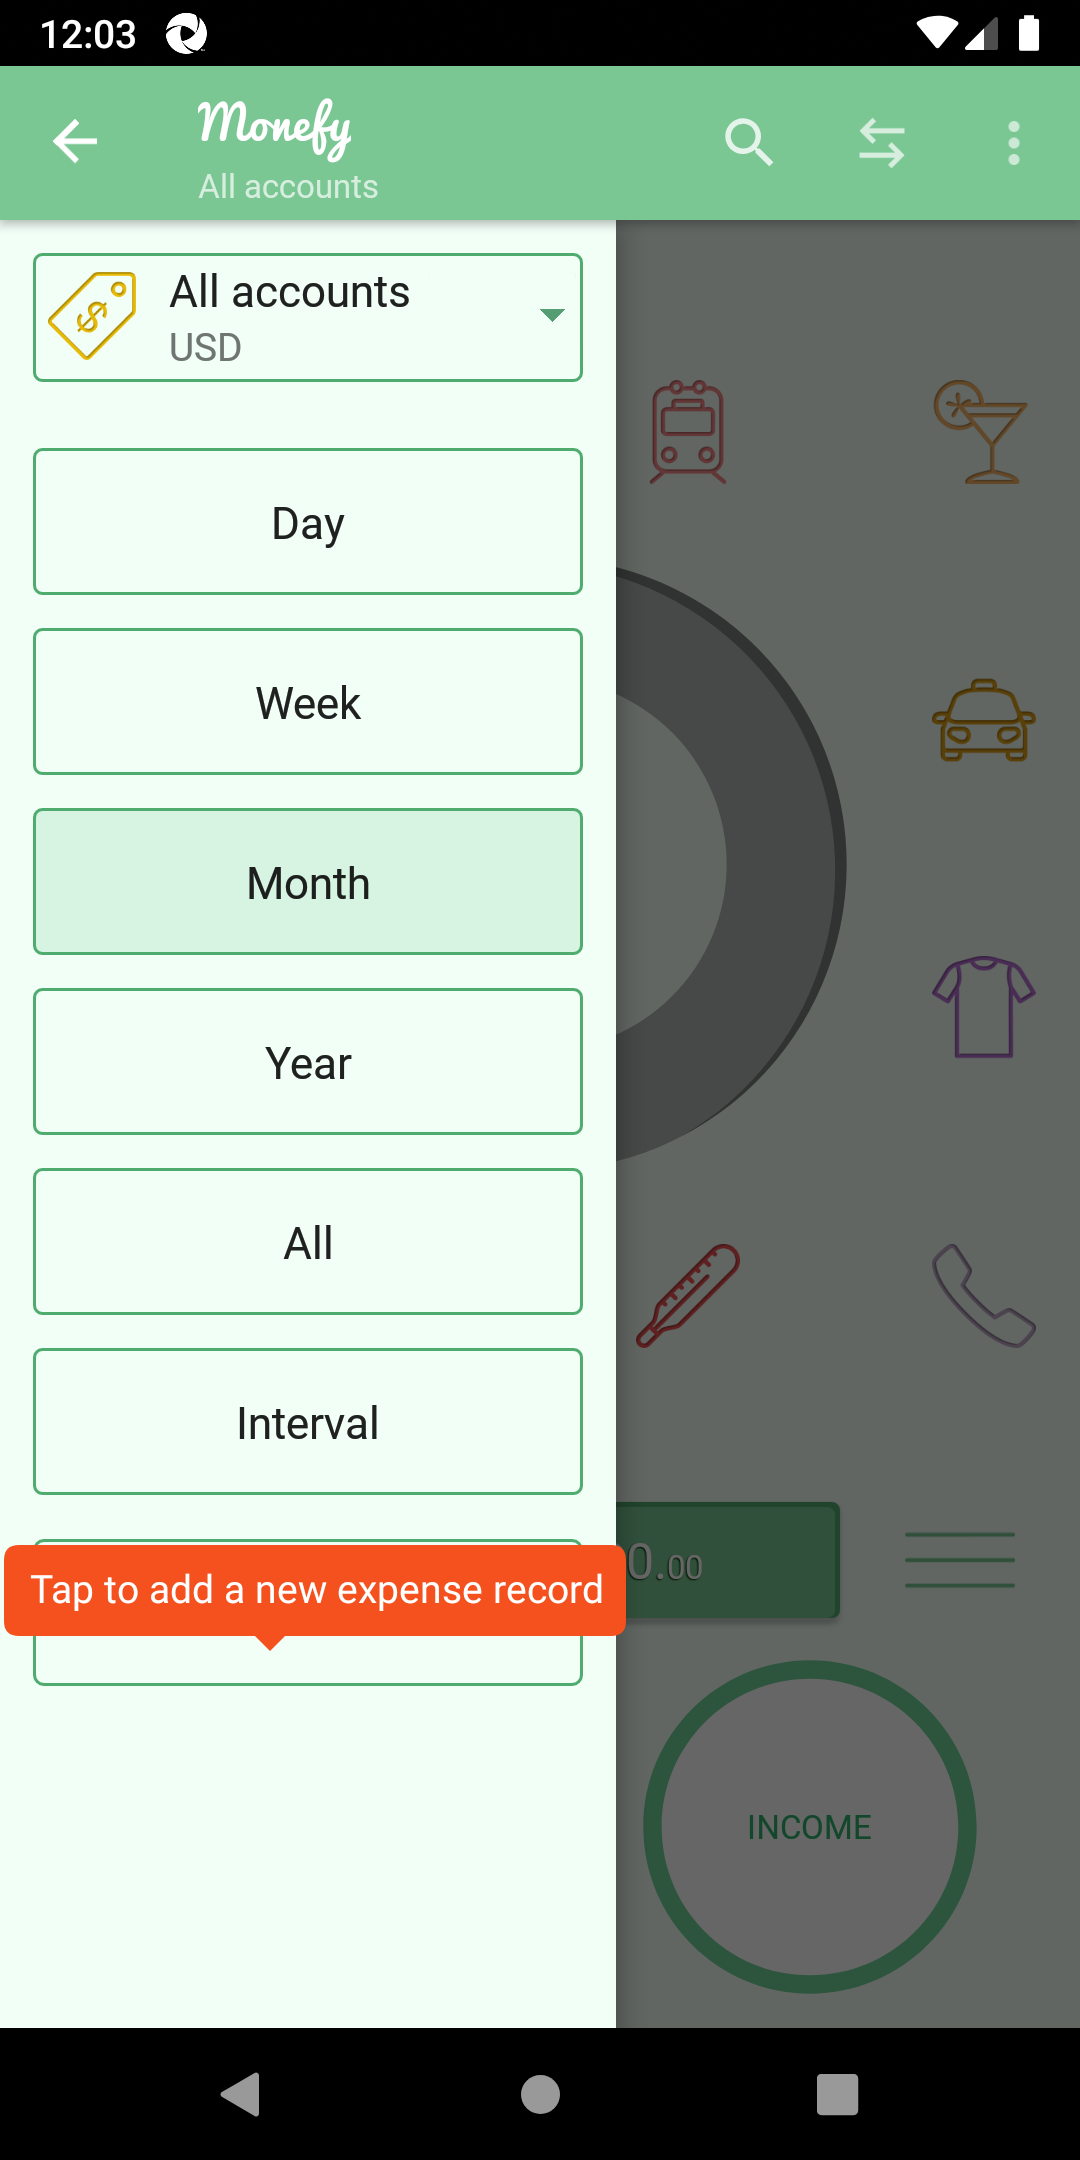 12:03
Monefy
All accounts
All accounts
USD
Day
Week
Month
Year
All
Interval
Tap to add a new expense record
0.00
INCOME